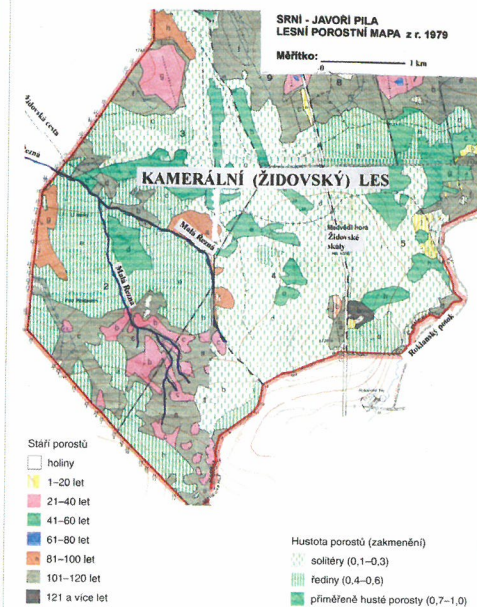 SRNÍ - JAVOŘÍ PILA
LESNÍ POROSTNÍ MAPA z r. 1979
Měřítko: 1 km
Židovská cesta
KAMERÁLNÍ (ŽIDOVSKÝ) LES
Malá Řezná
Medvědí hora
Židovské
skály
Malá Řezná
Roklanský potok
Stáří porostů
holiny
1–20 let
21–40 let
41–60 let
61–80 let
81–100 let
101–120 let
121 a více let
Hustota porostů (zakmenění)
solitéry (0,1–0,3)
řediny (0,4–0,6)
přiměřeně husté porosty (0,7–1,0)